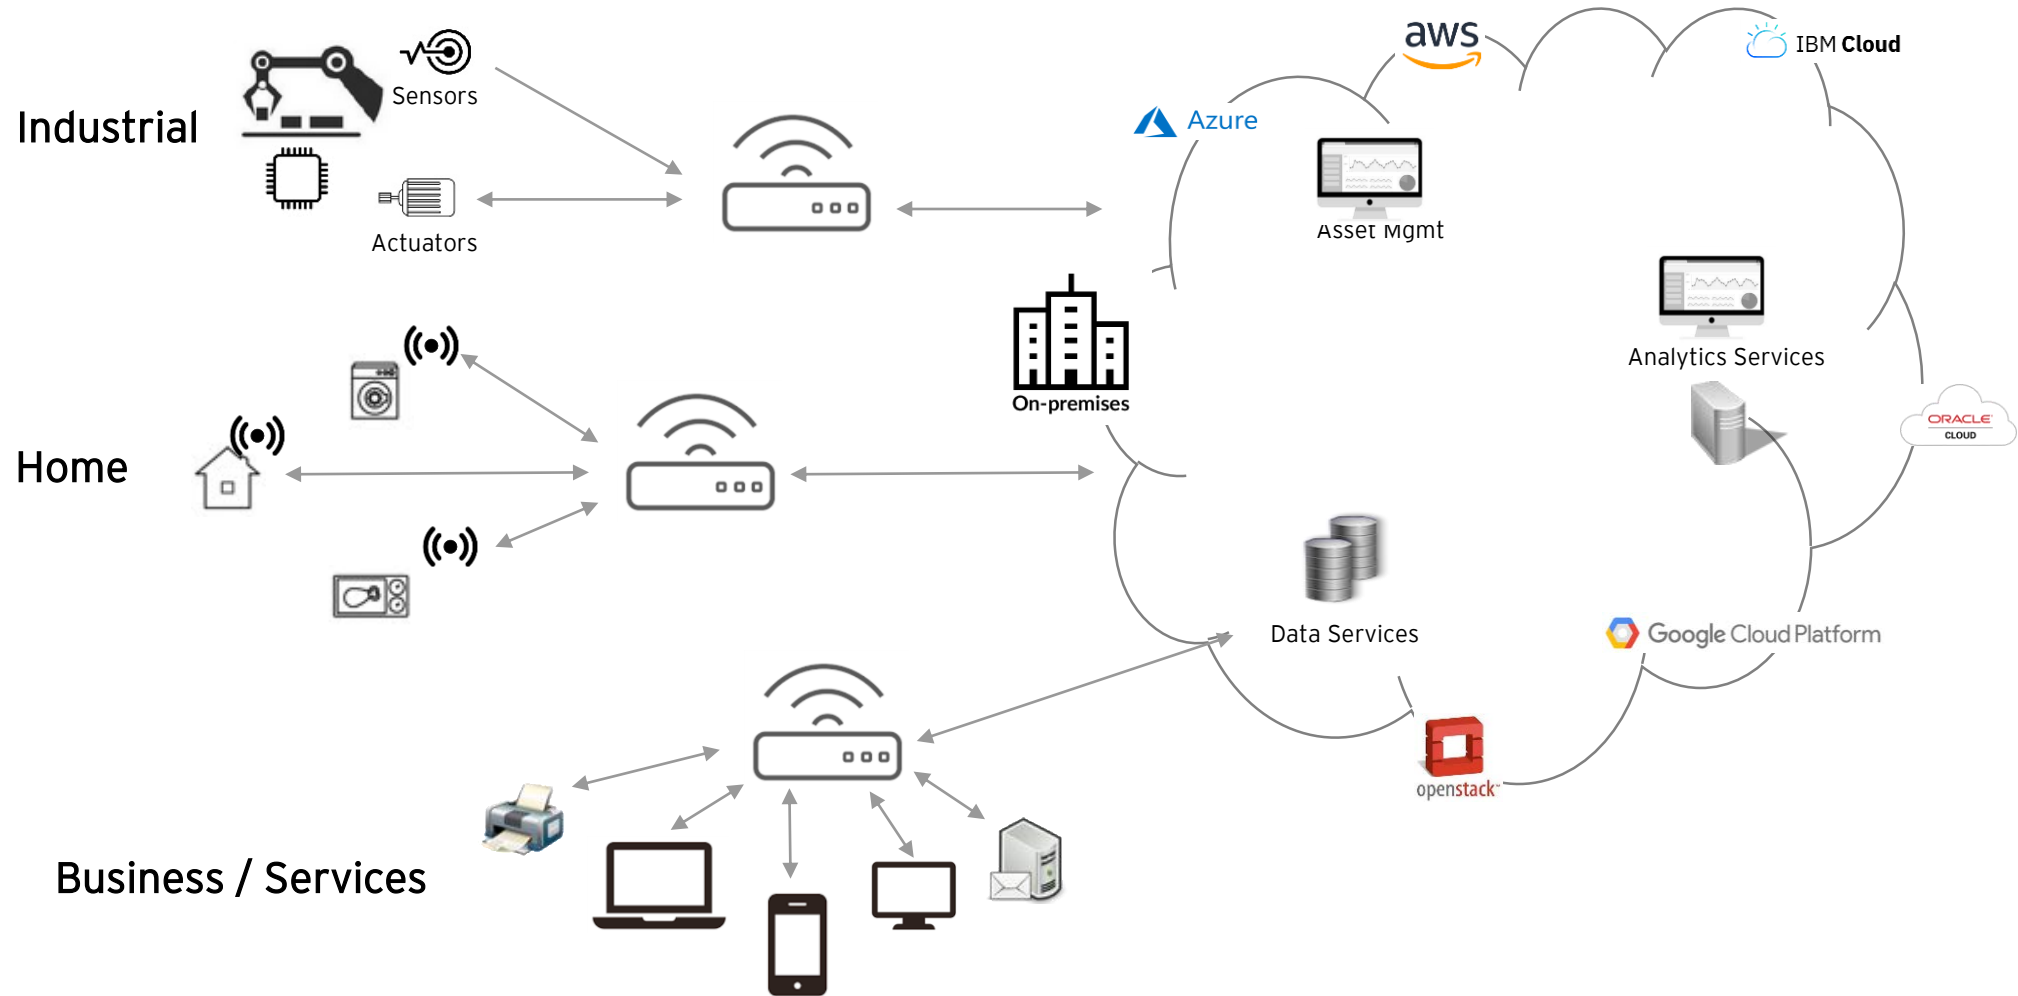 aws
IBM Cloud
Sensors
Industrial
Azure
Asset Mgmt
Actuators
Analytics Services
On-premises
ORACLE
CLOUD
Home
Data Services
Google Cloud Platform
openstack
Business / Services